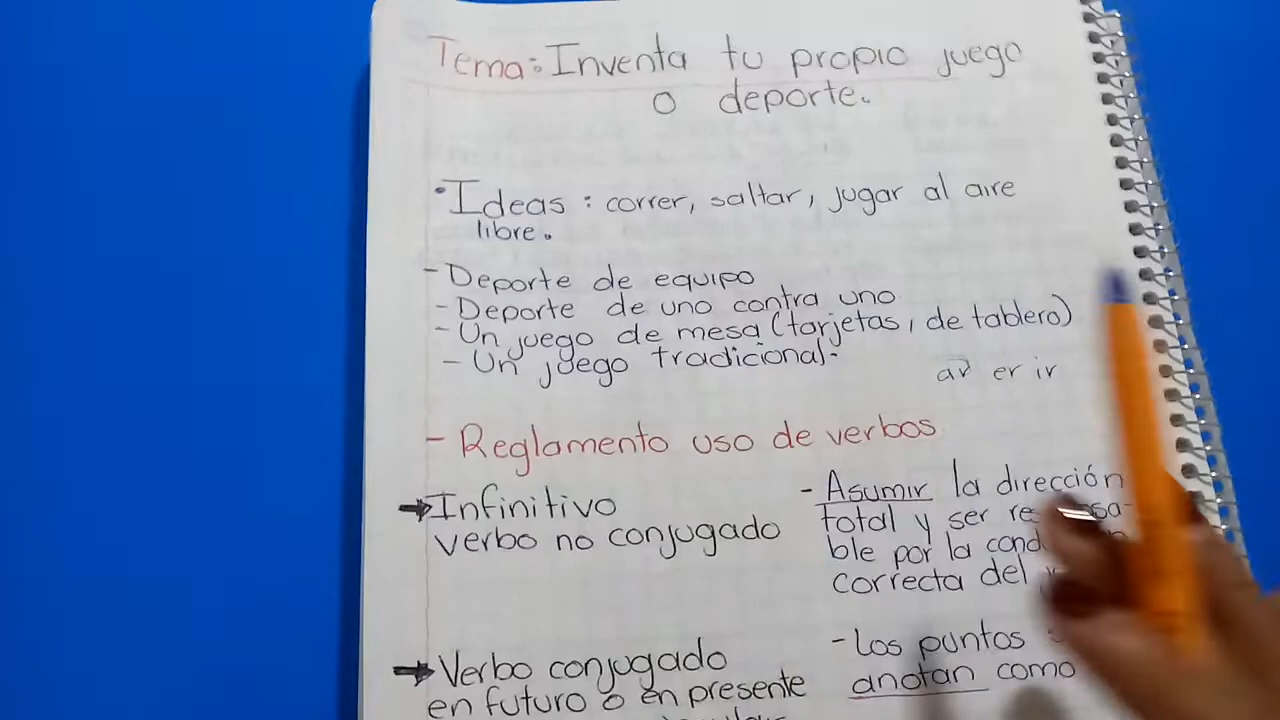 Tema: Inventa tu propio juego
o deporte.
• Ideas : correr, saltar, jugar al aire
libre.
- Deporte de equipo
- Deporte de uno contra uno
- Un juego de mesa (tarjetas, de tablero)
- Un juego tradicional.
ar er ir
- Reglamento uso de verbos
→ Infinitivo
verbo no conjugado
- Asumir la dirección
total y ser
ble por la
correcta del
→ Verbo conjugado
en futuro o en presente
- Los puntos
anotan como